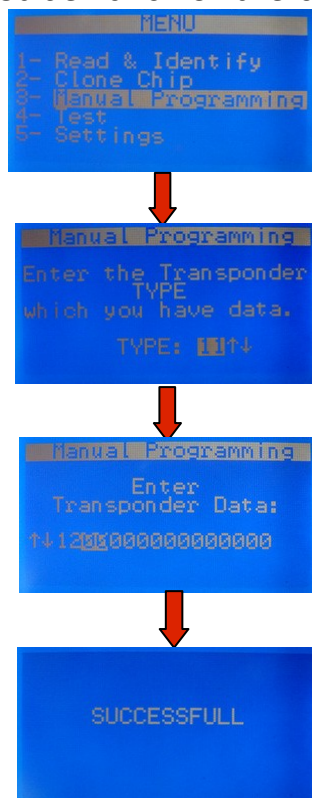 MENU
1- Read & Identify
2- Clone Chip
3- Manual Programming
4- Test
5- Settings
Manual Programming
Enter the Transponder
TYPE
which you have data.
TYPE: 11↑↓
Manual Programming
Enter
Transponder Data:
SUCCESSFULL